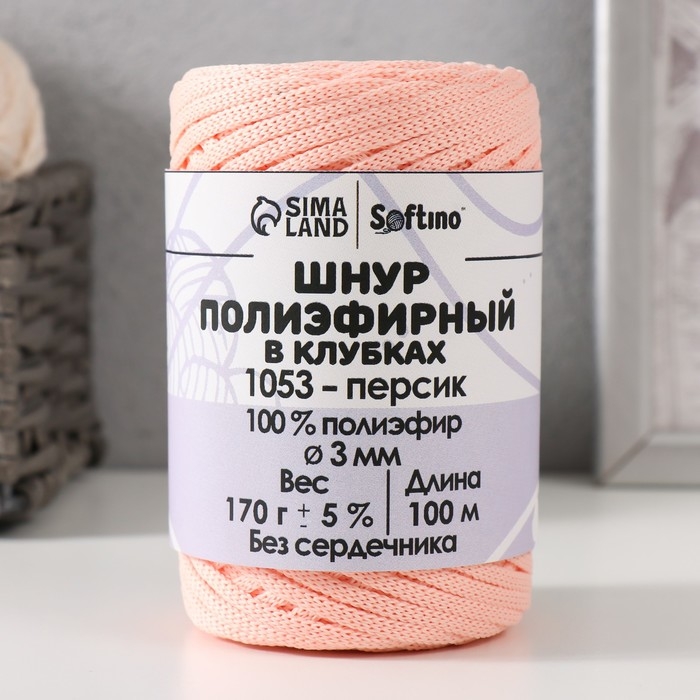 SIMA LAND Softino
ШНУР
ПОЛИЭФИРНЫЙ
В КЛУБКАХ
1053 – персик
100 % полиэфир
ø 3 мм
Вес Длина
170 г ± 5 % 100 м
Без сердечника